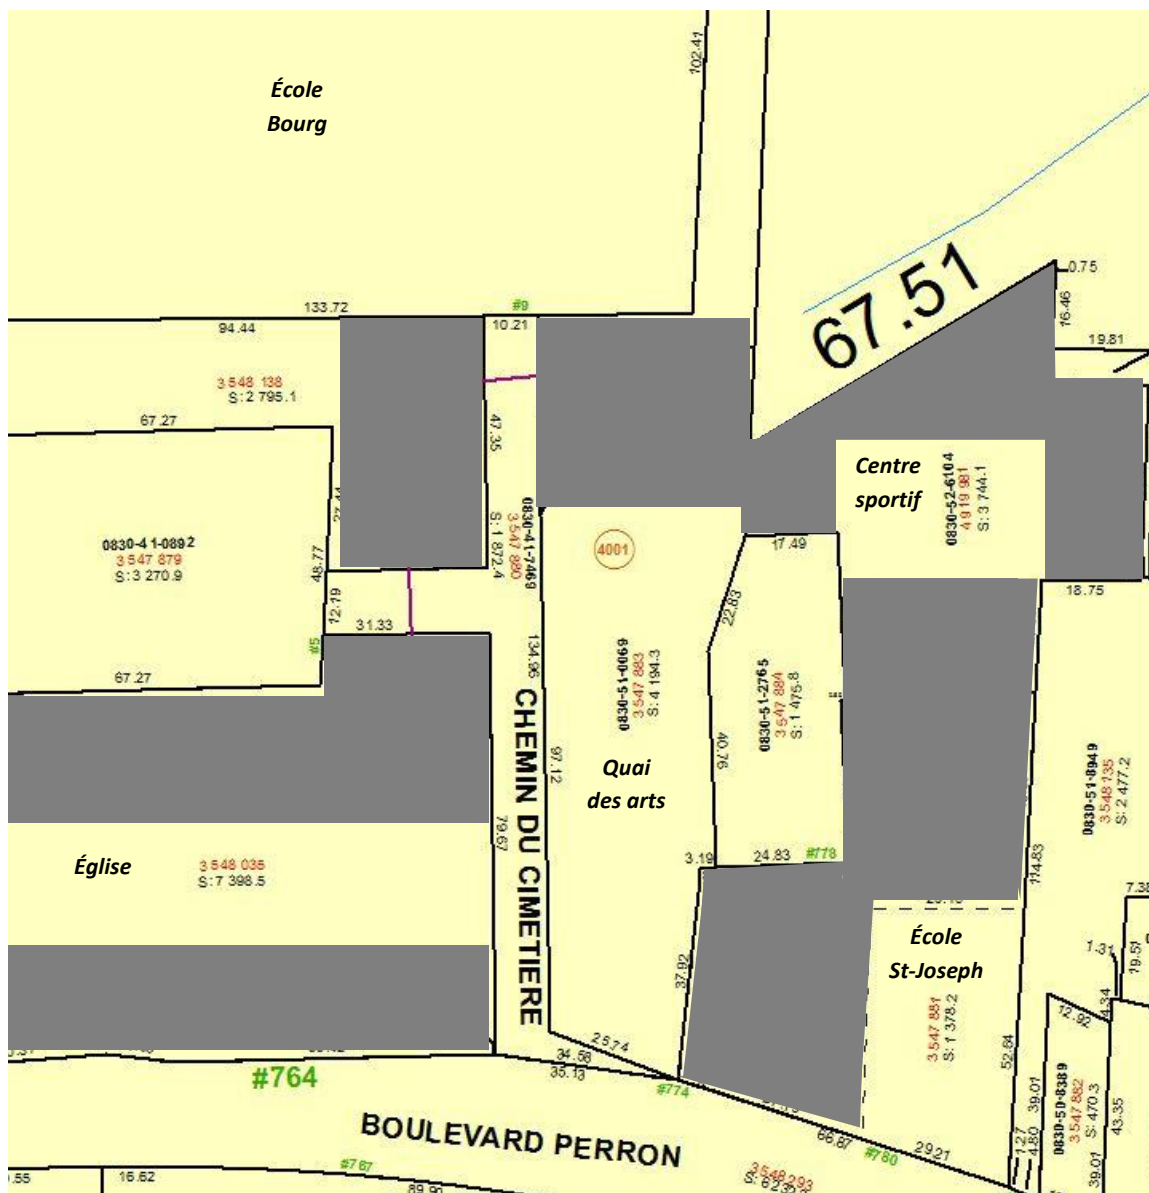 102.41
École
Bourg
67.51
0.75
16.46
133.72
#9
94.44
10.21
19.81
3 548 138
S: 2 795.1
67.27
47.35
Centre
sportif
0830-52-6104
4 919 981
S: 3 744.1
0830-41-7469
3 547 880
S: 1 872.4
0830-41-0892
3 547 879
S: 3 270.9
4001
17.49
48.77
12.19
22.83
18.75
31.33
#5
134.96
0830-51-0069
3 547 883
S: 4 194.3
0830-51-2765
3 547 884
S: 1 475.8
67.27
CHEMIN DU CIMETIERE
97.12
40.76
Quai
des arts
0830-51-8949
3 548 135
S: 2 477.2
79.67
3.19
24.83
#778
114.83
Église
3 548 035
S: 7 398.5
7.38
École
St-Joseph
1.31
19.51
37.92
4.34
12.92
3 547 881
S: 1 378.2
25.74
34.58
35.13
52.64
#764
#774
39.01
0830-50-8389
3 547 882
S: 470.3
43.35
BOULEVARD PERRON
66.87
#780
29.21
1.27
4.80
#767
3 548 293
16.62
89.90
39.01